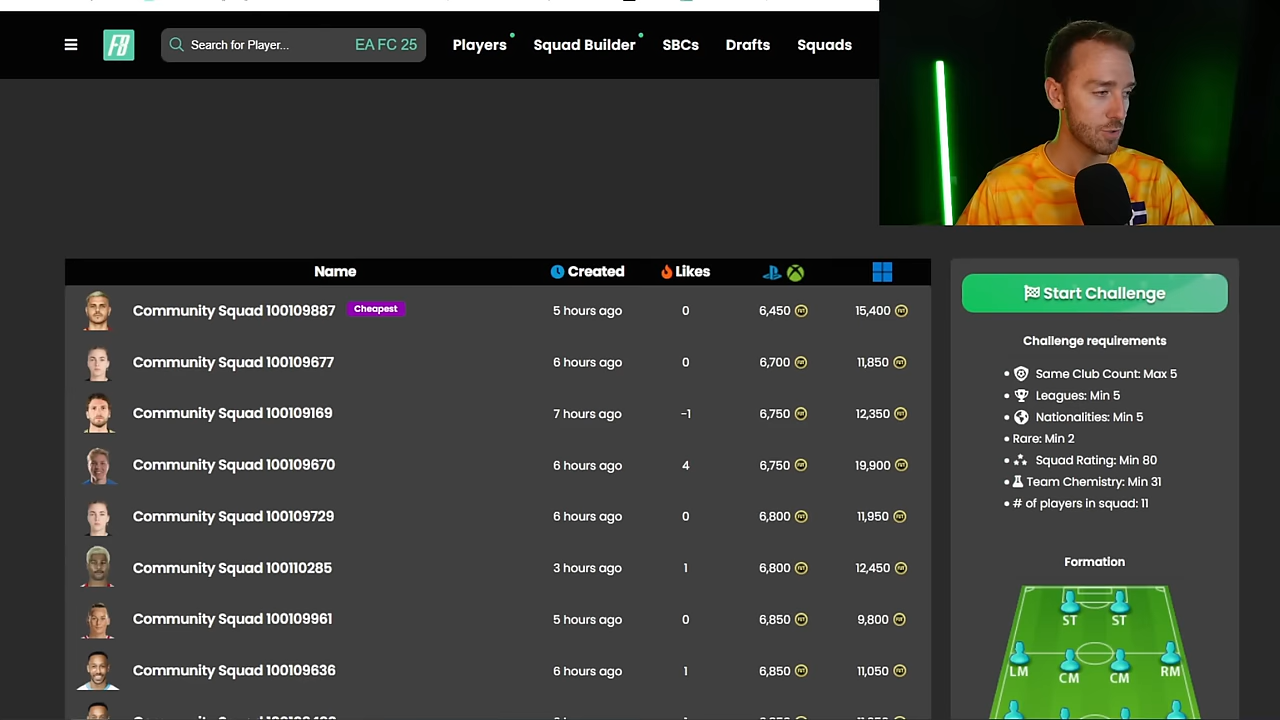 FB
Search for Player...
EA FC 25
Players
Squad Builder
SBCs
Drafts
Squads
Name
Created
Likes
Community Squad 100109887
Cheapest
5 hours ago
0
6,450
15,400
Community Squad 100109677
6 hours ago
0
6,700
11,850
Community Squad 100109169
7 hours ago
-1
6,750
12,350
Community Squad 100109670
6 hours ago
4
6,750
19,900
Community Squad 100109729
6 hours ago
0
6,800
11,950
Community Squad 100110285
3 hours ago
1
6,800
12,450
Community Squad 100109961
5 hours ago
0
6,850
9,800
Community Squad 100109636
6 hours ago
1
6,850
11,050
Start Challenge
Challenge requirements
• Same Club Count: Max 5
• Leagues: Min 5
• Nationalities: Min 5
• Rare: Min 2
• Squad Rating: Min 80
• Team Chemistry: Min 31
• # of players in squad: 11
Formation
ST
ST
LM
CM
CM
RM